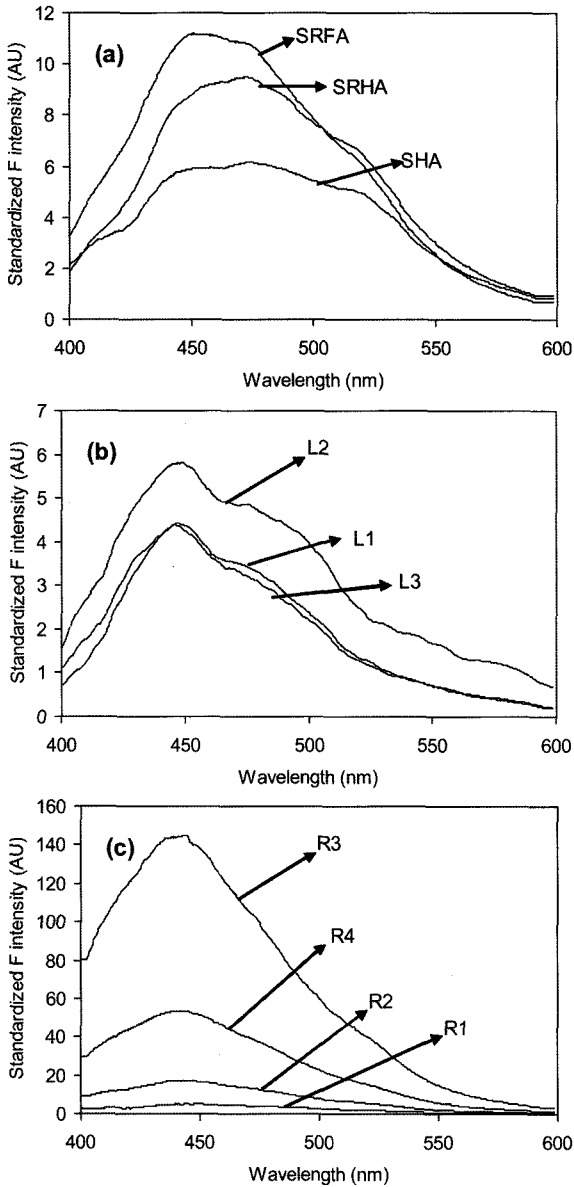 (a)
Standardized F intensity (AU)
12
10
8
6
4
2
0
SRFA
SRHA
SHA
400 450 500 550 600
Wavelength (nm)
(b)
Standardized F intensity (AU)
7
6
5
4
3
2
1
0
L2
L1
L3
400 450 500 550 600
Wavelength (nm)
(c)
Standardized F intensity (AU)
160
140
120
100
80
60
40
20
0
R3
R4
R2
R1
400 450 500 550 600
Wavelength (nm)